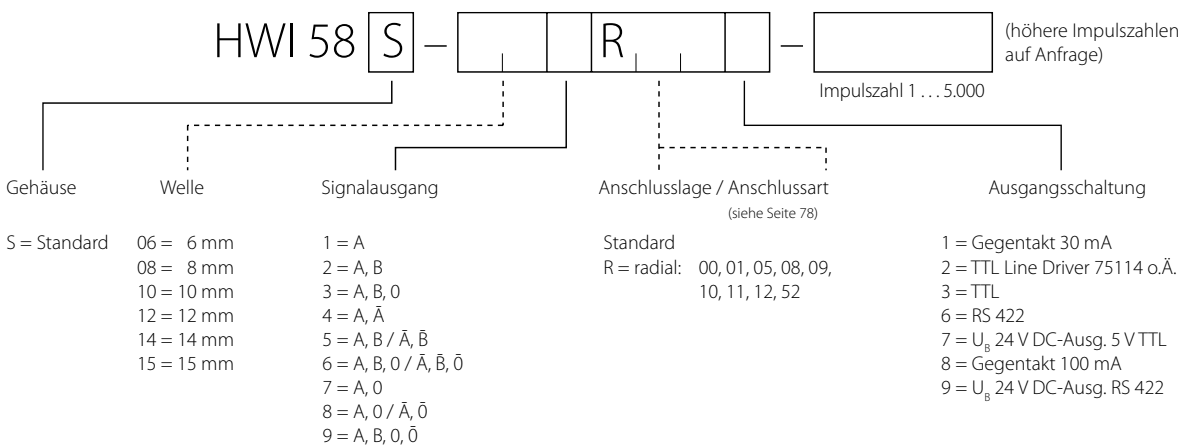 HWI 58 S – R –
(höhere Impulszahlen
auf Anfrage)
Impulszahl 1 . . . 5.000
Gehäuse
S = Standard
Welle
06 = 6 mm
08 = 8 mm
10 = 10 mm
12 = 12 mm
14 = 14 mm
15 = 15 mm
Signalausgang
1 = A
2 = A, B
3 = A, B, 0
4 = A, Ā
5 = A, B / Ā, B̄
6 = A, B, 0 / Ā, B̄, 0̄
7 = A, 0
8 = A, 0 / Ā, 0̄
9 = A, B, 0, 0̄
Anschlusslage / Anschlussart
(siehe Seite 78)
Standard
R = radial: 00, 01, 05, 08, 09,
10, 11, 12, 52
Ausgangsschaltung
1 = Gegentakt 30 mA
2 = TTL Line Driver 75114 o.Ä.
3 = TTL
6 = RS 422
7 = U_B 24 V DC-Ausg. 5 V TTL
8 = Gegentakt 100 mA
9 = U_B 24 V DC-Ausg. RS 422